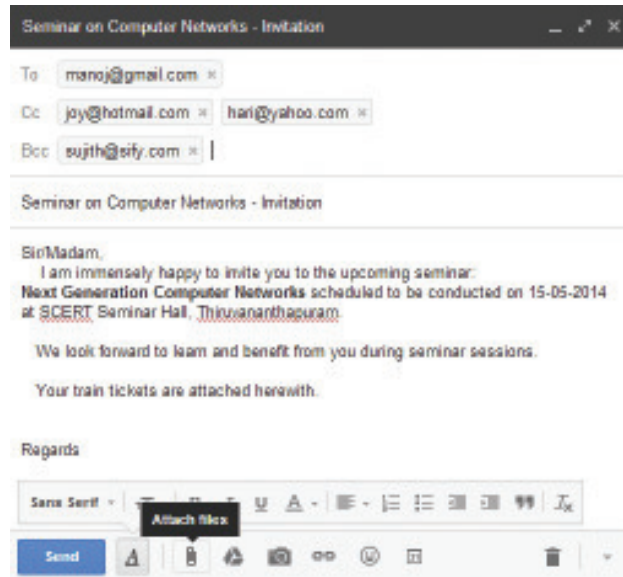 Seminar on Computer Networks - Invitation
To manoj@gmail.com ×
Cc joy@hotmail.com × hari@yahoo.com ×
Bcc sujith@sify.com ×
Seminar on Computer Networks - Invitation
Sir/Madam,
I am immensely happy to invite you to the upcoming seminar:
Next Generation Computer Networks scheduled to be conducted on 15-05-2014
at SCERT Seminar Hall, Thiruvananthapuram.
We look forward to learn and benefit from you during seminar sessions.
Your train tickets are attached herewith.
Regards
Sans Serif U A
Attach files
Send A